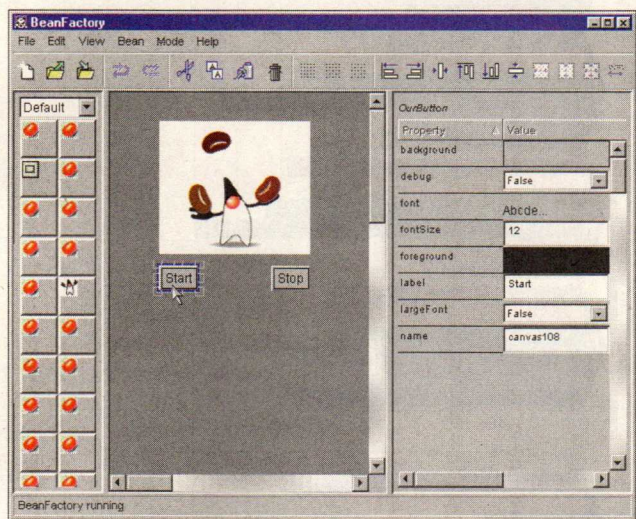 BeanFactory
File Edit View Bean Mode Help
Default
Start
Stop
OurButton
Property Value
background
debug False
font Abcde...
fontSize 12
foreground
label Start
largeFont False
name canvas108
BeanFactory running